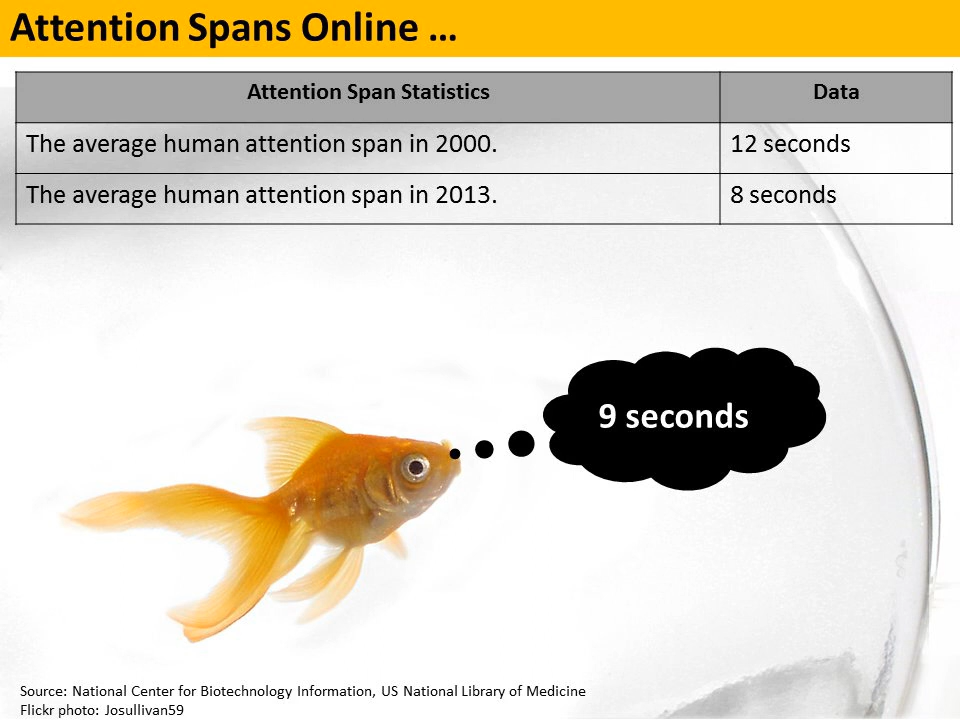 Attention Spans Online …
Attention Span Statistics Data
The average human attention span in 2000. 12 seconds
The average human attention span in 2013. 8 seconds
9 seconds
Source: National Center for Biotechnology Information, US National Library of Medicine
Flickr photo: Josullivan59